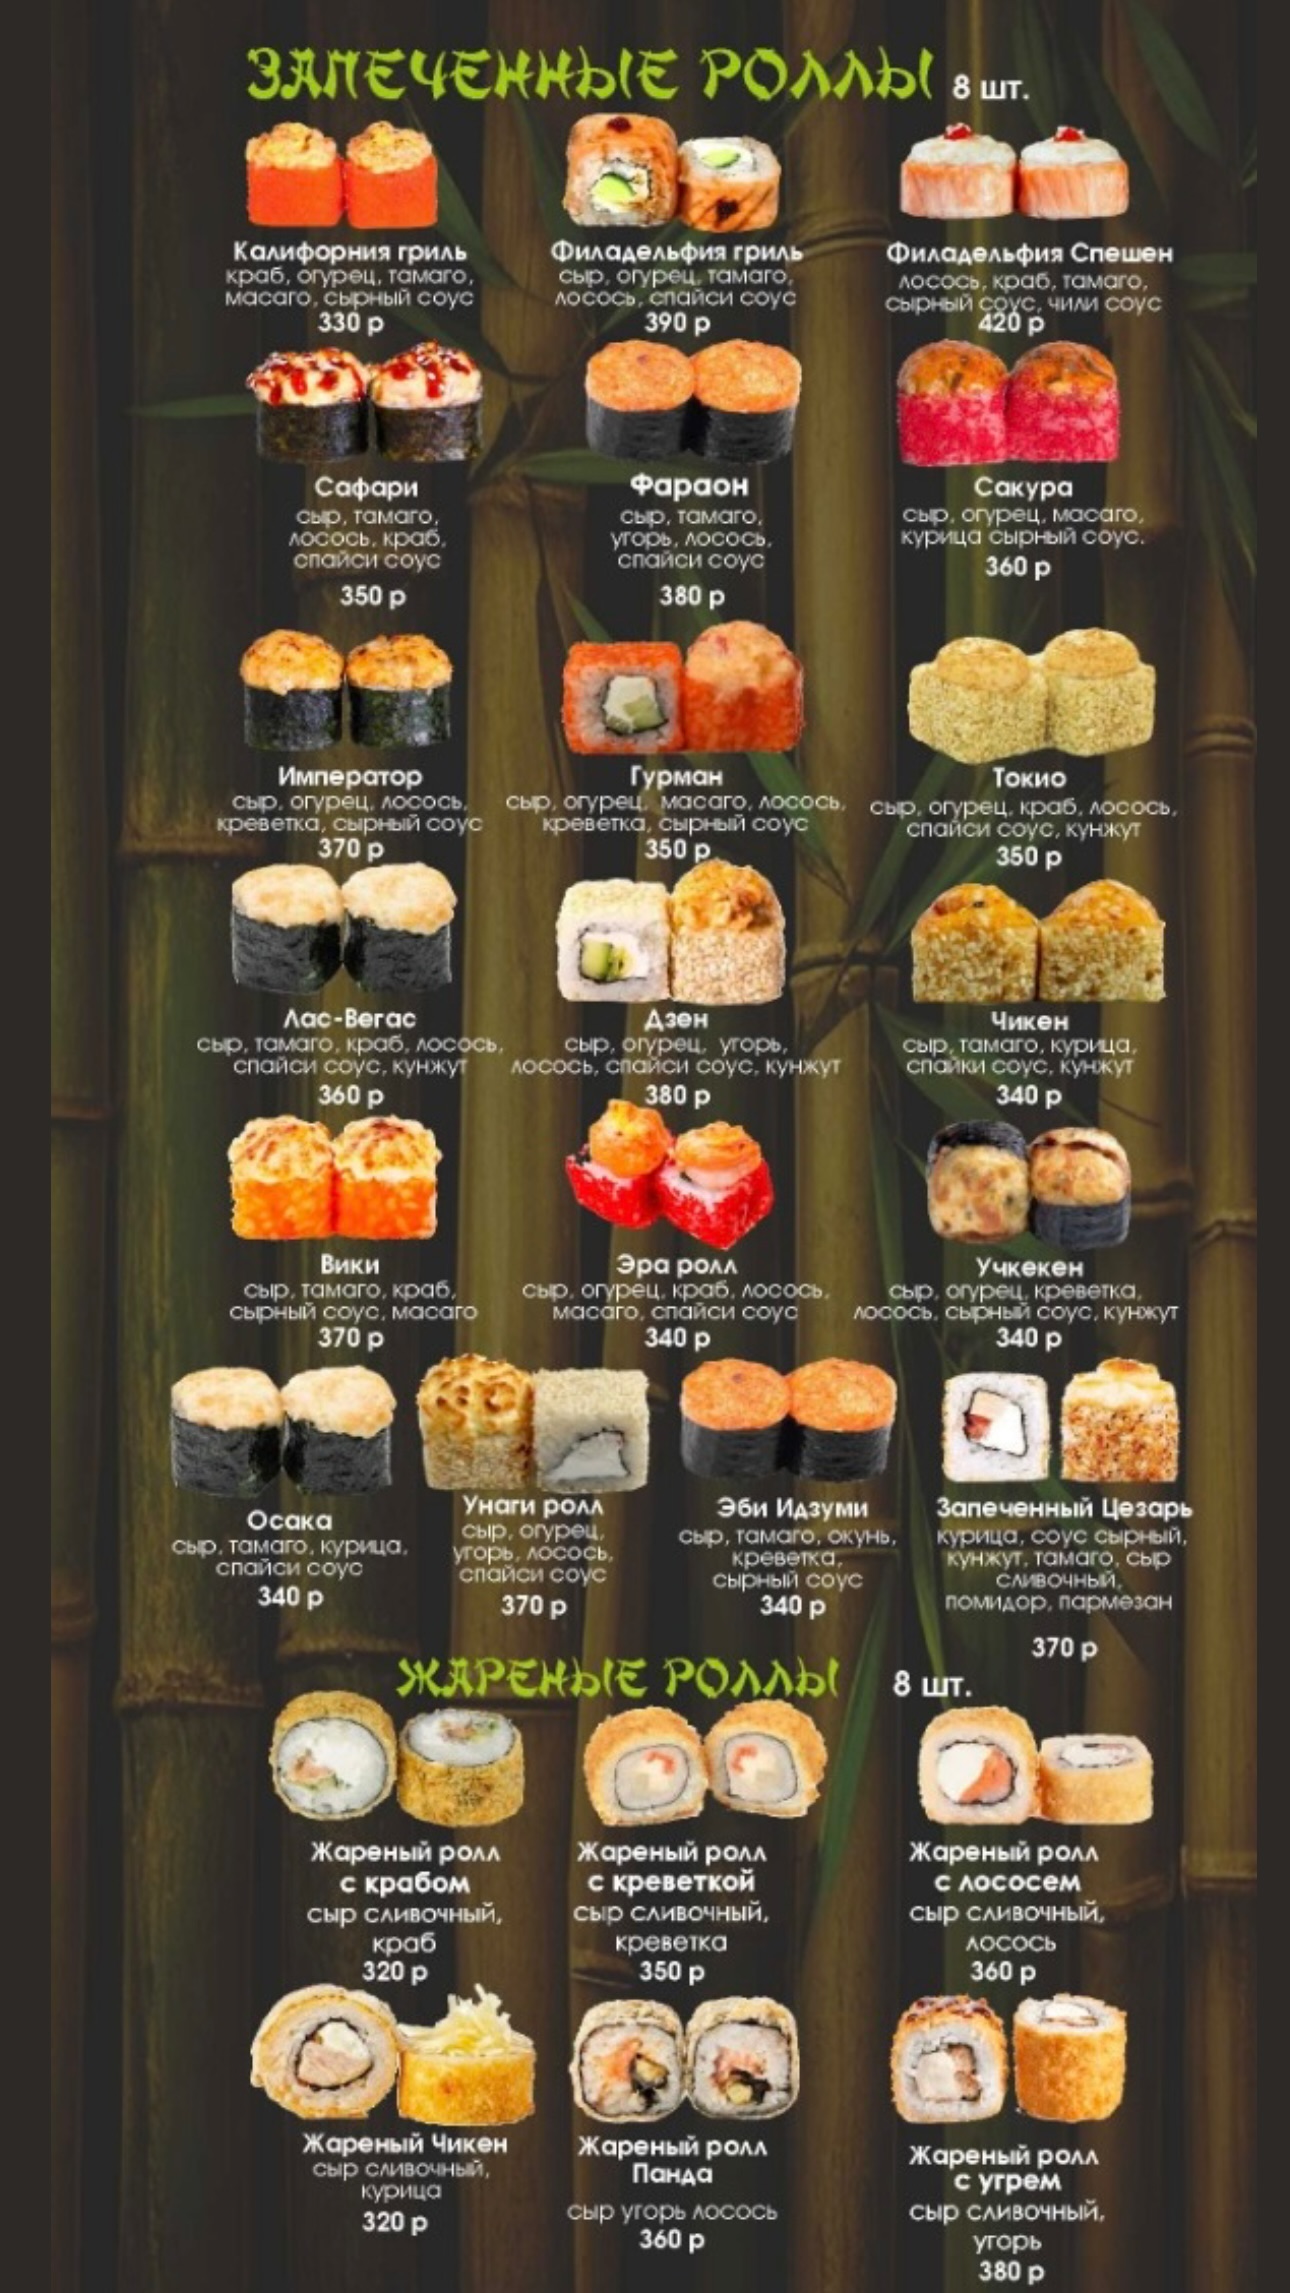 ЗАПЕЧЕННЫЕ РОЛЛЫ 8 шт.
Калифорния гриль
краб, огурец, тамаго,
масаго, сырный соус
330 р
Филадельфия гриль
сыр, огурец, тамаго,
лосось, спайси соус
390 р
Филадельфия Спешен
лосось, краб, тамаго,
сырный соус, чили соус
420 р
Сафари
сыр, тамаго,
лосось, краб,
спайси соус
350 р
Фараон
сыр, тамаго,
угорь, лосось,
спайси соус
380 р
Сакура
сыр, огурец, масаго,
курица сырный соус.
360 р
Император
сыр, огурец, лосось,
креветка, сырный соус
370 р
Гурман
сыр, огурец, масаго, лосось,
креветка, сырный соус
350 р
Токио
сыр, огурец, краб, лосось,
спайси соус, кунжут
350 р
Лас-Вегас
сыр, тамаго, краб, лосось,
спайси соус, кунжут
360 р
Дзен
сыр, огурец, угорь,
лосось, спайси соус, кунжут
380 р
Чикен
сыр, тамаго, курица,
спайки соус, кунжут
340 р
Вики
сыр, тамаго, краб,
сырный соус, масаго
370 р
Эра ролл
сыр, огурец, краб, лосось,
масаго, спайси соус
340 р
Учкекен
сыр, огурец, креветка,
лосось, сырный соус, кунжут
340 р
Осака
сыр, тамаго, курица,
спайси соус
340 р
Унаги ролл
сыр, огурец,
угорь, лосось,
спайси соус
370 р
Эби Идзуми
сыр, тамаго, окунь,
креветка,
сырный соус
340 р
Запеченный Цезарь
курица, соус сырный,
кунжут, тамаго, сыр
сливочный,
помидор, пармезан
370 р
ЖАРЕНЫЕ РОЛЛЫ 8 шт.
Жареный ролл
с крабом
сыр сливочный,
краб
320 р
Жареный ролл
с креветкой
сыр сливочный,
креветка
350 р
Жареный ролл
с лососем
сыр сливочный,
лосось
360 р
Жареный Чикен
сыр сливочный,
курица
320 р
Жареный ролл
Панда
сыр угорь лосось
360 р
Жареный ролл
с угрем
сыр сливочный,
угорь
380 р